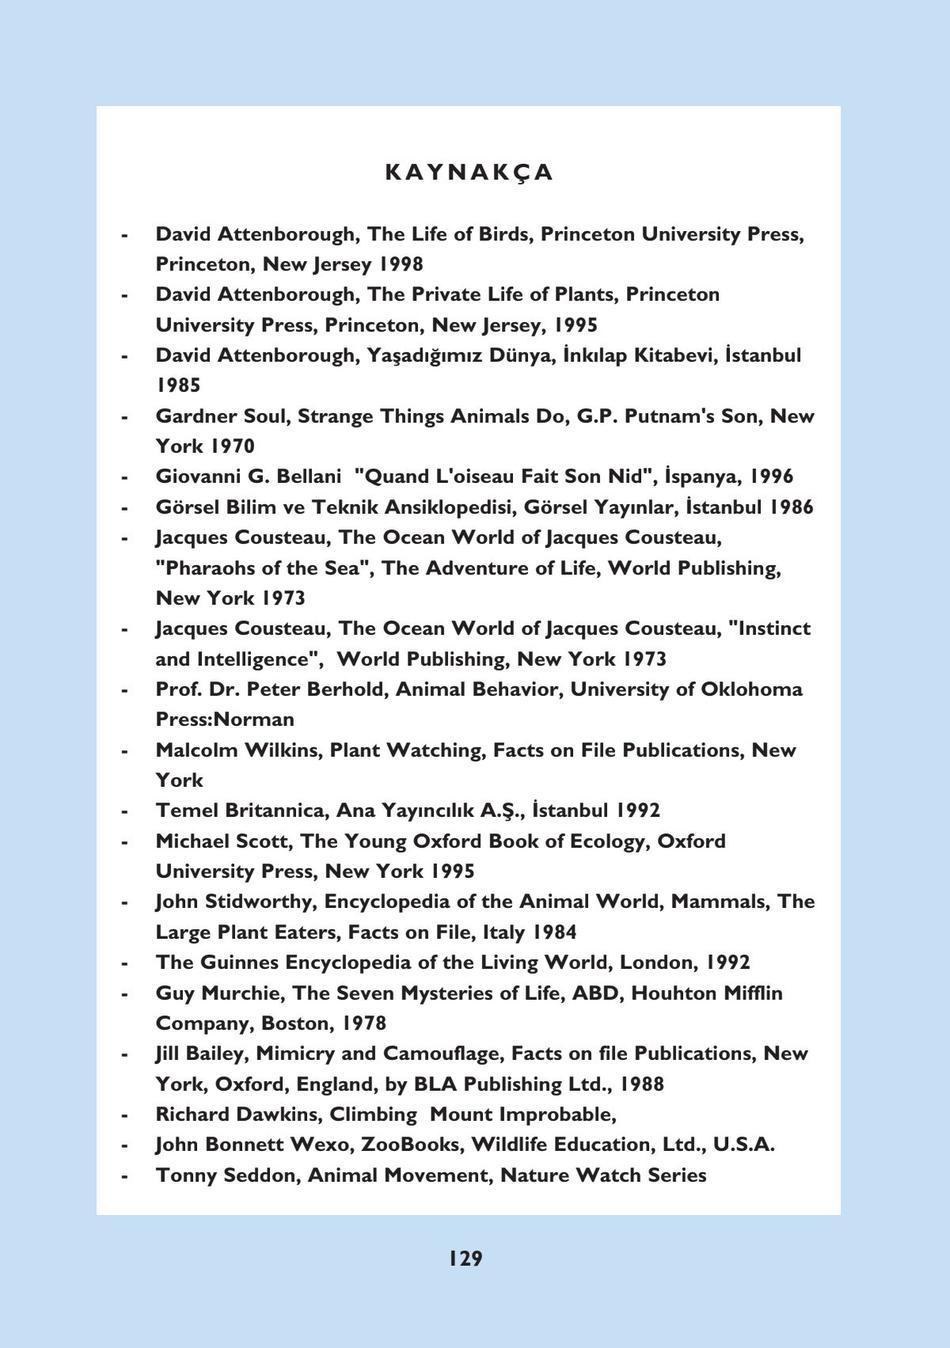 KAYNAKÇA
- David Attenborough, The Life of Birds, Princeton University Press,
Princeton, New Jersey 1998
- David Attenborough, The Private Life of Plants, Princeton
University Press, Princeton, New Jersey, 1995
- David Attenborough, Yaşadığımız Dünya, İnkılap Kitabevi, İstanbul
1985
- Gardner Soul, Strange Things Animals Do, G.P. Putnam's Son, New
York 1970
- Giovanni G. Bellani  "Quand L'oiseau Fait Son Nid", İspanya, 1996
- Görsel Bilim ve Teknik Ansiklopedisi, Görsel Yayınlar, İstanbul 1986
- Jacques Cousteau, The Ocean World of Jacques Cousteau,
"Pharaohs of the Sea", The Adventure of Life, World Publishing,
New York 1973
- Jacques Cousteau, The Ocean World of Jacques Cousteau, "Instinct
and Intelligence",  World Publishing, New York 1973
- Prof. Dr. Peter Berhold, Animal Behavior, University of Oklohoma
Press:Norman
- Malcolm Wilkins, Plant Watching, Facts on File Publications, New
York
- Temel Britannica, Ana Yayıncılık A.Ş., İstanbul 1992
- Michael Scott, The Young Oxford Book of Ecology, Oxford
University Press, New York 1995
- John Stidworthy, Encyclopedia of the Animal World, Mammals, The
Large Plant Eaters, Facts on File, Italy 1984
- The Guinnes Encyclopedia of the Living World, London, 1992
- Guy Murchie, The Seven Mysteries of Life, ABD, Houhton Mifflin
Company, Boston, 1978
- Jill Bailey, Mimicry and Camouflage, Facts on file Publications, New
York, Oxford, England, by BLA Publishing Ltd., 1988
- Richard Dawkins, Climbing  Mount Improbable,
- John Bonnett Wexo, ZooBooks, Wildlife Education, Ltd., U.S.A.
- Tonny Seddon, Animal Movement, Nature Watch Series
129